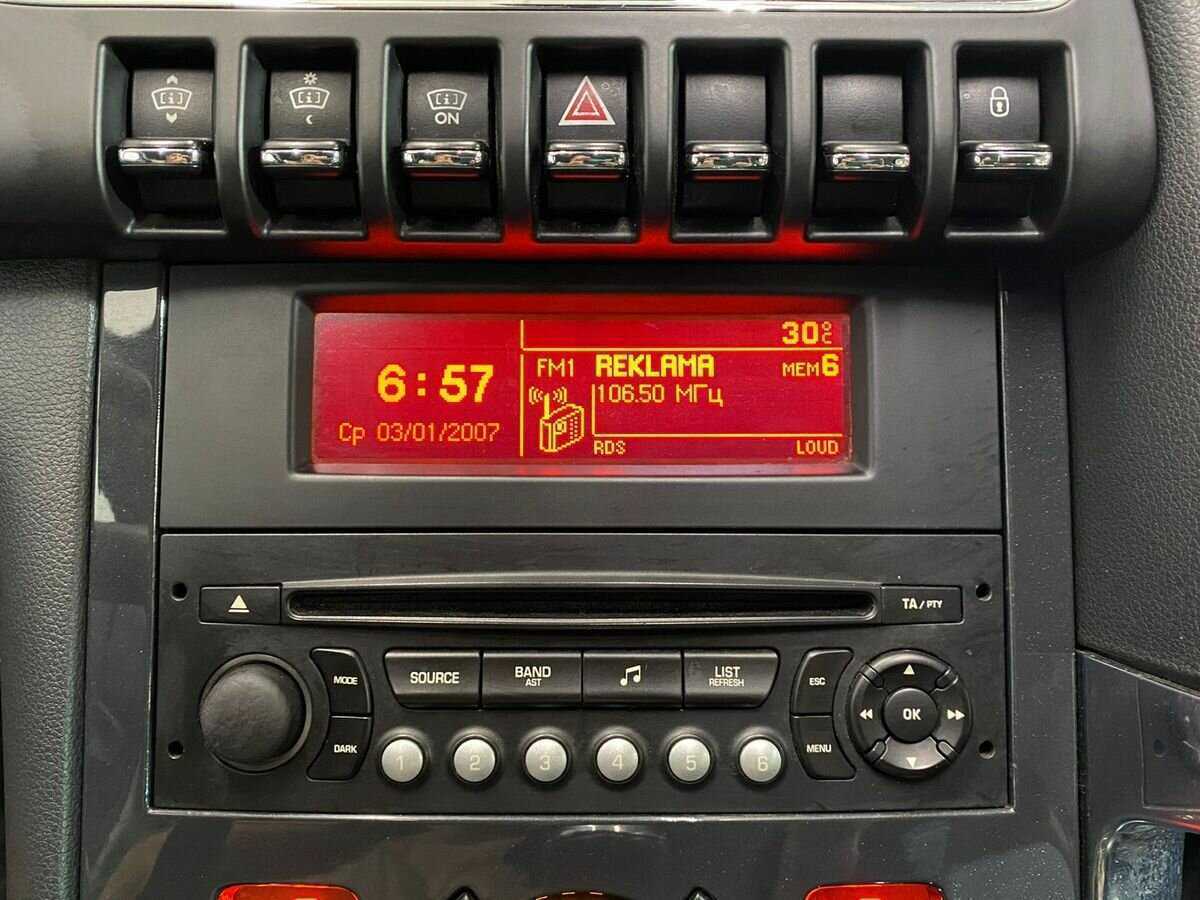 [i] [i] [i]
ON
30°C
6:57
FM1 REKLAMA MEM6
106.50 МГц
Ср 03/01/2007
RDS LOUD
TA/PTY
MODE SOURCE BAND LIST ESC
AST REFRESH
OK
DARK MENU
1 2 3 4 5 6